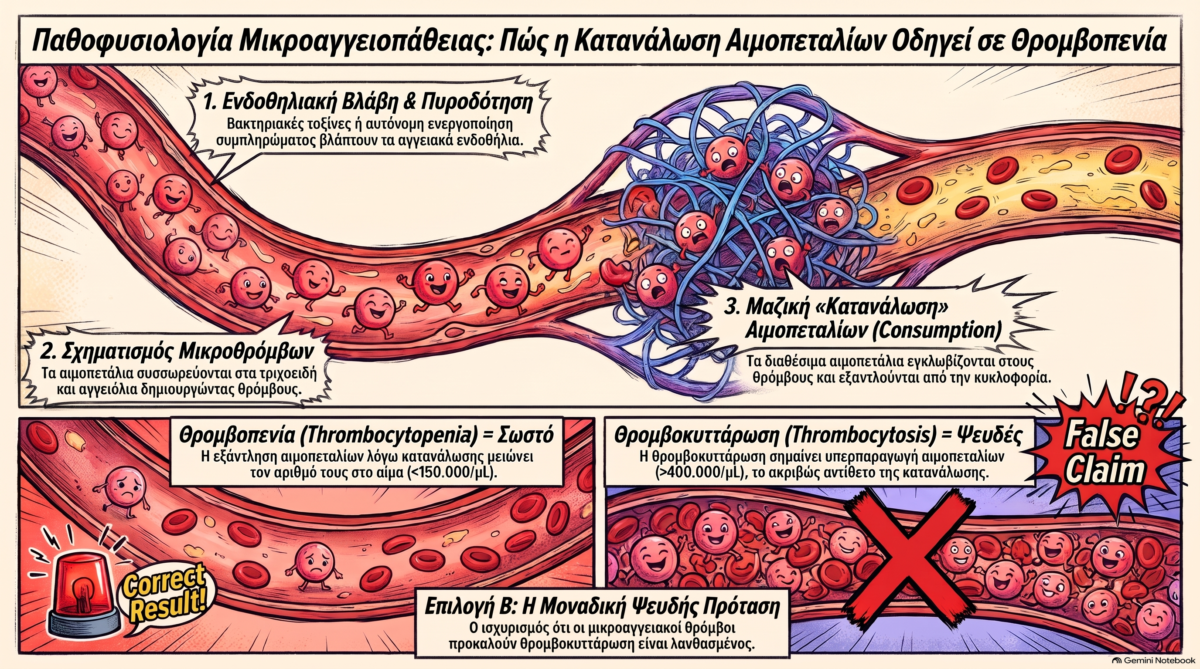 Παθοφυσιολογία Μικροαγγειοπάθειας: Πώς η Κατανάλωση Αιμοπεταλίων Οδηγεί σε Θρομβοπενία
1. Ενδοθηλιακή Βλάβη & Πυροδότηση
Βακτηριακές τοξίνες ή αυτόνομη ενεργοποίηση
συμπληρώματος βλάπτουν τα αγγειακά ενδοθήλια.
2. Σχηματισμός Μικροθρόμβων
Τα αιμοπετάλια συσσωρεύονται στα τριχοειδή
και αγγειόλια δημιουργώντας θρόμβους.
3. Μαζική «Κατανάλωση»
Αιμοπεταλίων (Consumption)
Τα διαθέσιμα αιμοπετάλια εγκλωβίζονται στους
θρόμβους και εξαντλούνται από την κυκλοφορία.
Θρομβοπενία (Thrombocytopenia) = Σωστό
Η εξάντληση αιμοπεταλίων λόγω κατανάλωσης μειώνει
τον αριθμό τους στο αίμα (<150.000/μL).
Correct
Result!
Θρομβοκυττάρωση (Thrombocytosis) = Ψευδές
Η θρομβοκυττάρωση σημαίνει υπερπαραγωγή αιμοπεταλίων
(>400.000/μL), το ακριβώς αντίθετο της κατανάλωσης.
!?!
False
Claim
Επιλογή Β: Η Μοναδική Ψευδής Πρόταση
Ο ισχυρισμός ότι οι μικροαγγειακοί θρόμβοι
προκαλούν θρομβοκυττάρωση είναι λανθασμένος.
Gemini Notebook